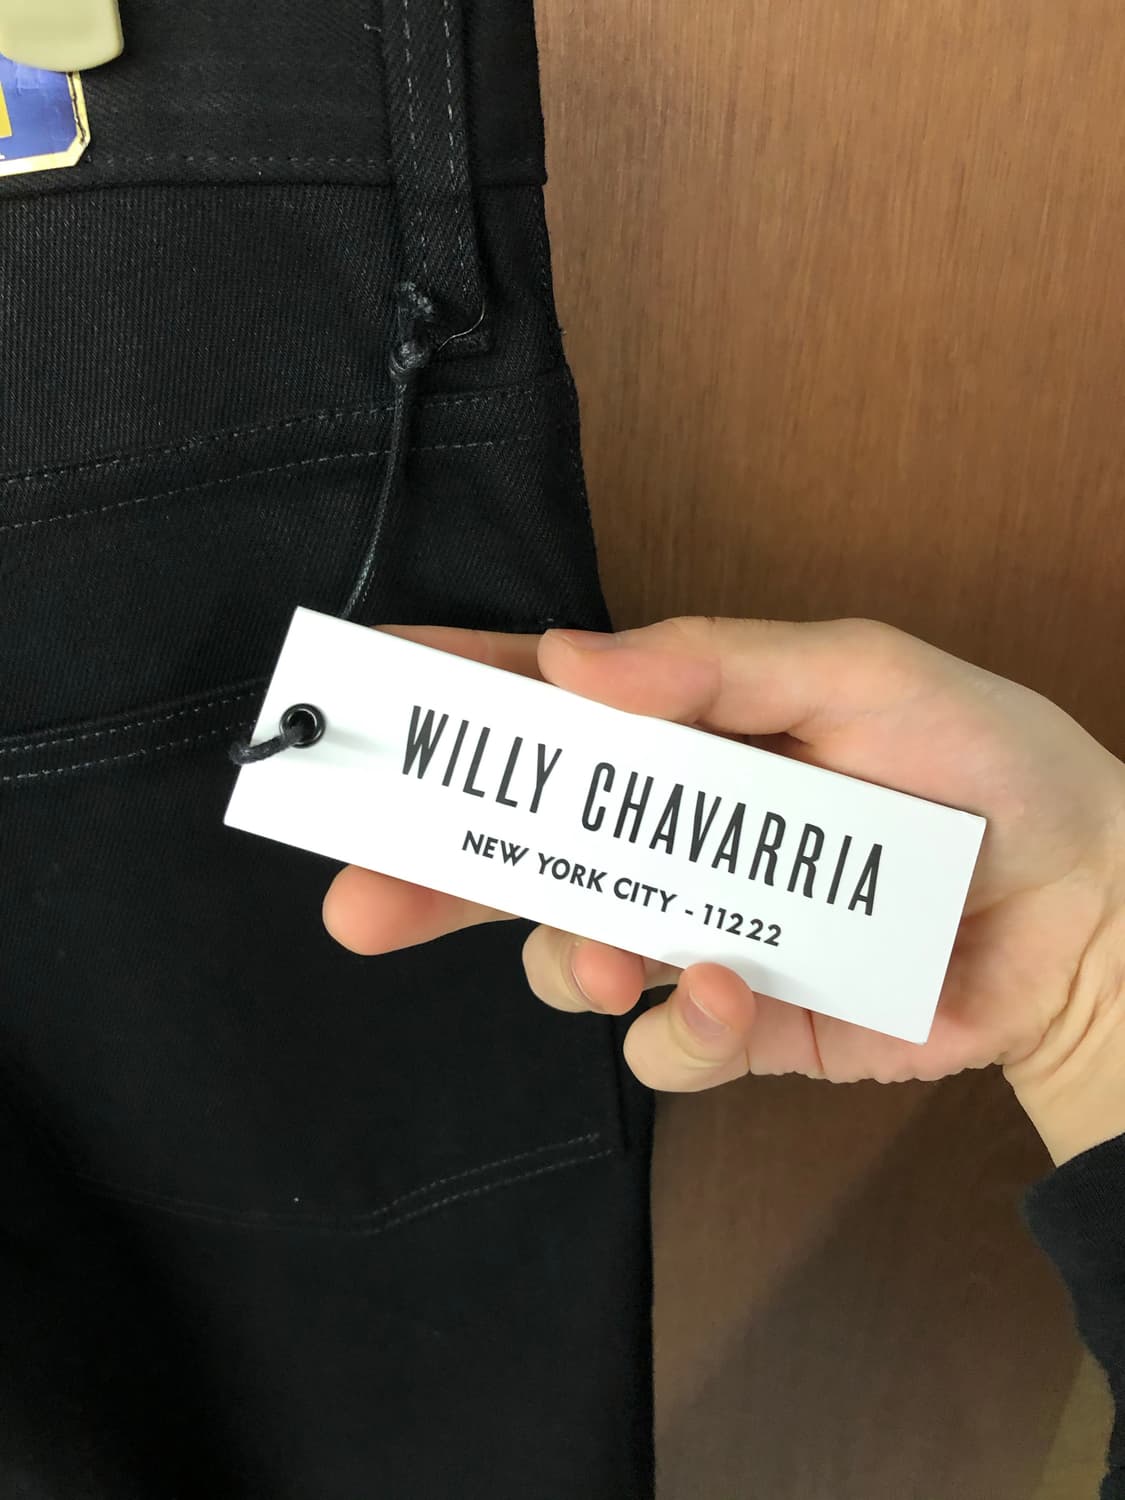 WILLY CHAVARRIA
NEW YORK CITY - 11222